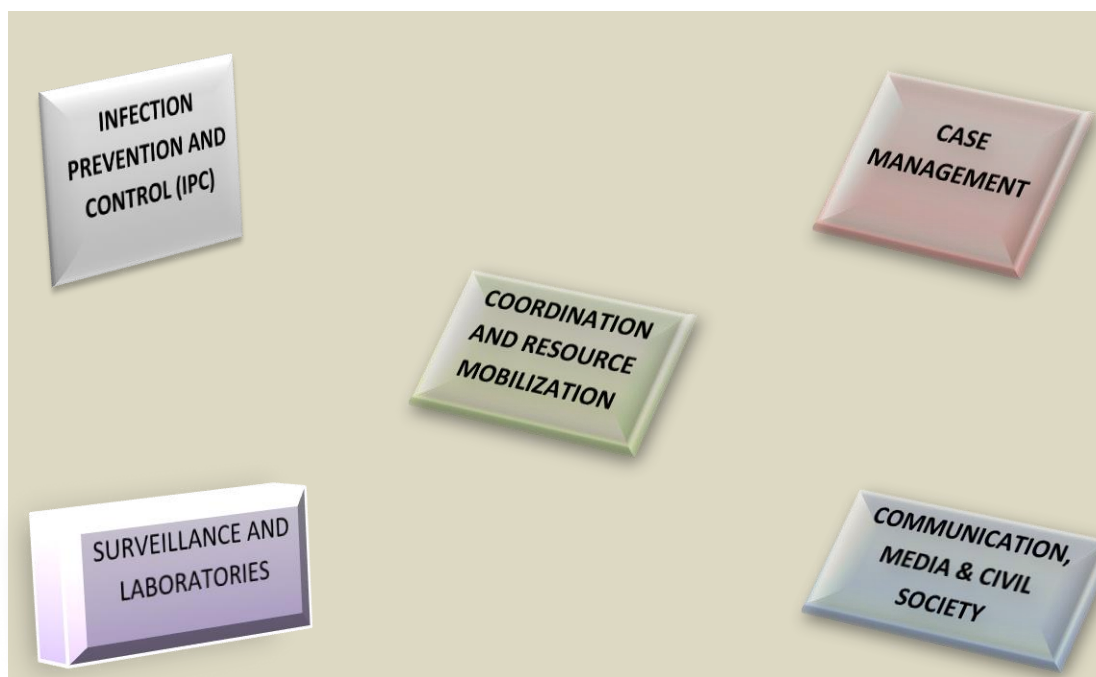 INFECTION
PREVENTION AND
CONTROL (IPC)
CASE
MANAGEMENT
COORDINATION
AND RESOURCE
MOBILIZATION
SURVEILLANCE AND
LABORATORIES
COMMUNICATION,
MEDIA & CIVIL
SOCIETY